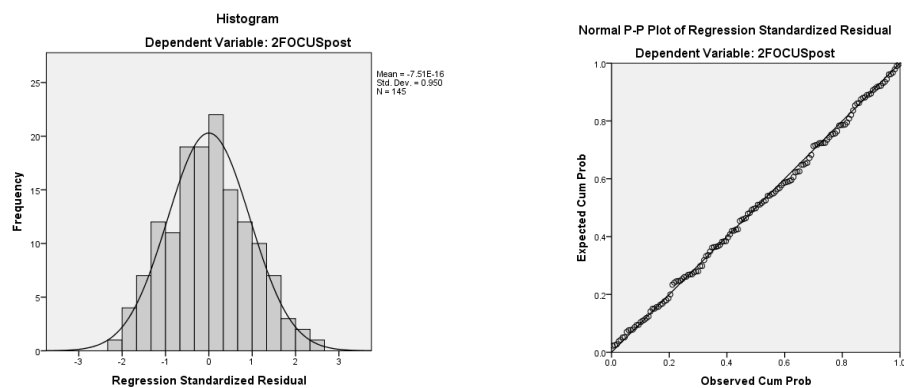 Histogram
Dependent Variable: 2FOCUSpost
Mean = -7.51E-16
Std. Dev. = 0.950
N = 145
Frequency
25
20
15
10
5
0
-3 -2 -1 0 1 2 3
Regression Standardized Residual
Normal P-P Plot of Regression Standardized Residual
Dependent Variable: 2FOCUSpost
Expected Cum Prob
1.0
0.8
0.6
0.4
0.2
0.0
0.0 0.2 0.4 0.6 0.8 1.0
Observed Cum Prob